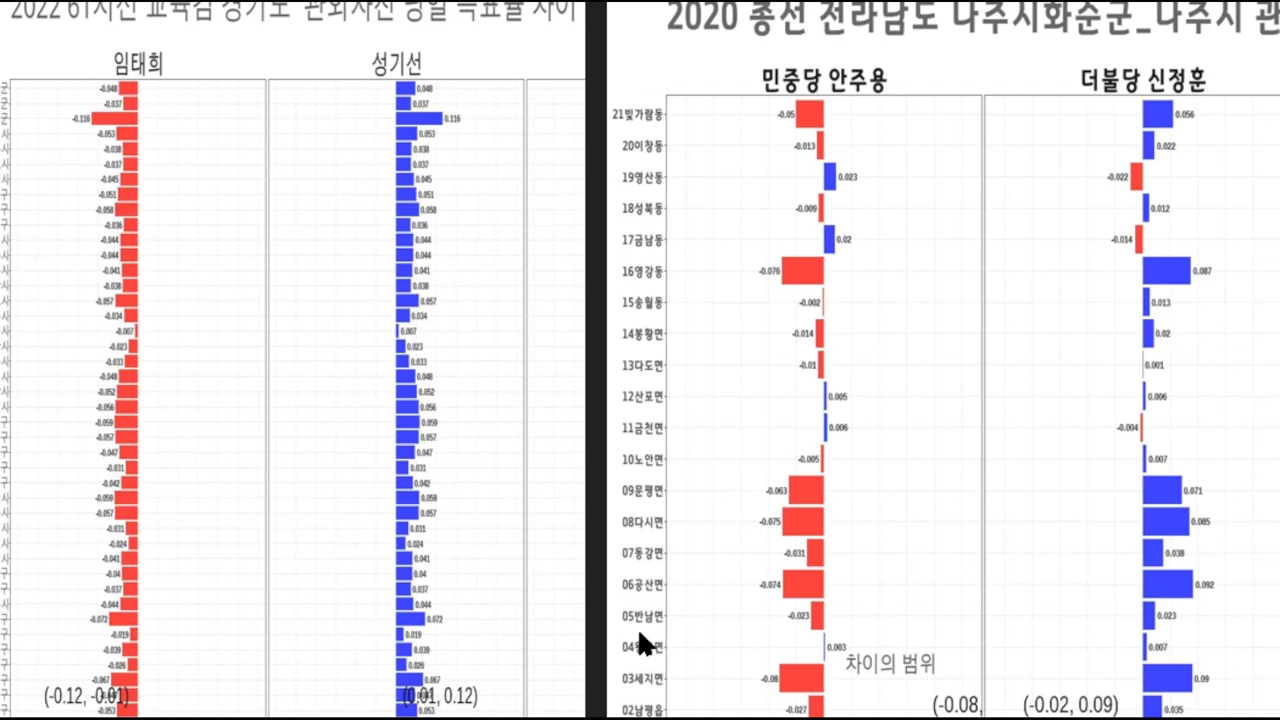 2022 61지선 교육감 경기도 관외사전 당일 득표율 차이
임태희 성기선
-0.048 0.048
-0.037 0.037
-0.116 0.116
-0.053 0.053
-0.038 0.038
-0.037 0.037
-0.045 0.045
-0.051 0.051
-0.058 0.058
-0.036 0.036
-0.044 0.044
-0.044 0.044
-0.041 0.041
-0.038 0.038
-0.057 0.057
-0.034 0.034
-0.007 0.007
-0.023 0.023
-0.033 0.033
-0.048 0.048
-0.052 0.052
-0.056 0.056
-0.059 0.059
-0.057 0.057
-0.047 0.047
-0.031 0.031
-0.042 0.042
-0.059 0.059
-0.057 0.057
-0.031 0.031
-0.024 0.024
-0.041 0.041
-0.04 0.04
-0.037 0.037
-0.044 0.044
-0.072 0.072
-0.019 0.019
-0.039 0.039
-0.026 0.026
-0.067 0.067
(-0.12, -0.01) (0.01, 0.12)
-0.053 0.053
2020 총선 전라남도 나주시화순군_나주시 관
민중당 안주용 더불당 신정훈
21빛가람동 -0.05 0.056
20이창동 -0.013 0.022
19영산동 0.023 -0.022
18성북동 -0.009 0.012
17금남동 0.02 -0.014
16영강동 -0.076 0.087
15송월동 -0.002 0.013
14봉황면 -0.014 0.02
13다도면 -0.01 0.001
12산포면 0.005 0.006
11금천면 0.006 -0.004
10노안면 -0.005 0.007
09문평면 -0.063 0.071
08다시면 -0.075 0.085
07동강면 -0.031 0.038
06공산면 -0.074 0.092
05반남면 -0.023 0.023
04 면 0.003 0.007
차이의 범위
03세지면 -0.08 0.09
(-0.08, (-0.02, 0.09)
02남평읍 -0.027 0.035